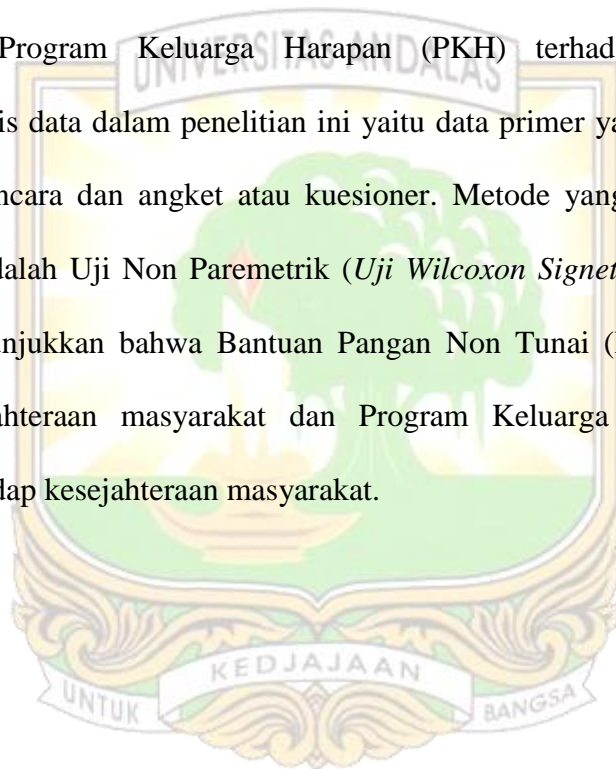 Program Keluarga Harapan (PKH) terhad
UNIVERSITAS ANDALAS
is data dalam penelitian ini yaitu data primer ya
ncara dan angket atau kuesioner. Metode yang
dalah Uji Non Paremetrik (Uji Wilcoxon Signet
unjukkan bahwa Bantuan Pangan Non Tunai (
ahteraan masyarakat dan Program Keluarga
dap kesejahteraan masyarakat.
KEDJAJAAN
UNTUK BANGSA